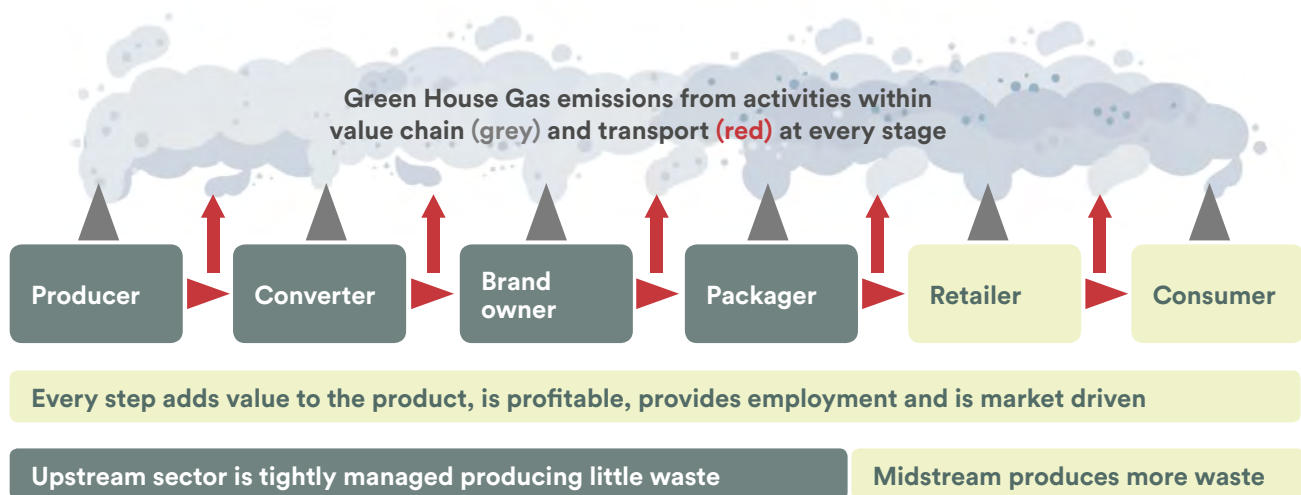 Green House Gas emissions from activities within
value chain (grey) and transport (red) at every stage
Producer
Converter
Brand
owner
Packager
Retailer
Consumer
Every step adds value to the product, is profitable, provides employment and is market driven
Upstream sector is tightly managed producing little waste
Midstream produces more waste